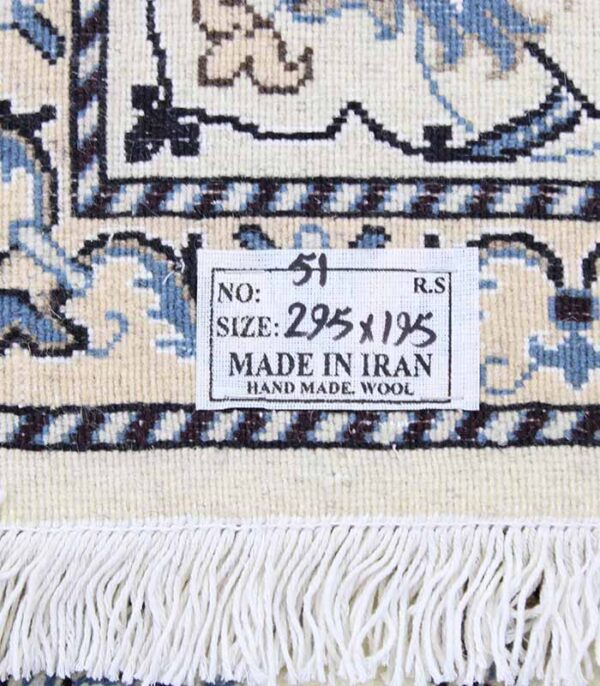 NO: 51 R.S
SIZE: 295x195
MADE IN IRAN
HAND MADE. WOOL